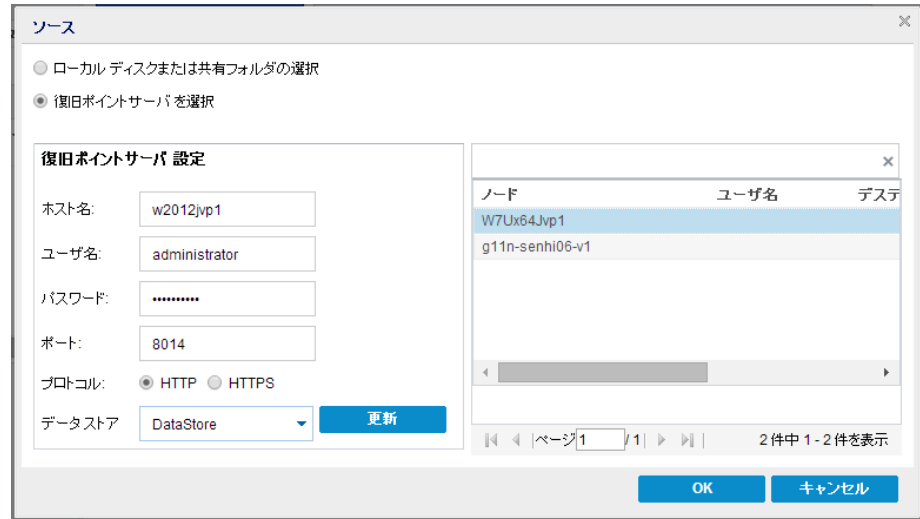 ソース
ローカル ディスクまたは共有フォルダの選択
復旧ポイントサーバ を選択
復旧ポイントサーバ 設定
ホスト名: w2012jvp1
ユーザ名: administrator
パスワード: ••••••••••
ポート: 8014
プロトコル: HTTP HTTPS
データストア DataStore 更新
ノード ユーザ名 デステ
W7Ux64Jvp1
g11n-senhi06-v1
ページ 1 / 1 2 件中 1 - 2 件を表示
OK キャンセル